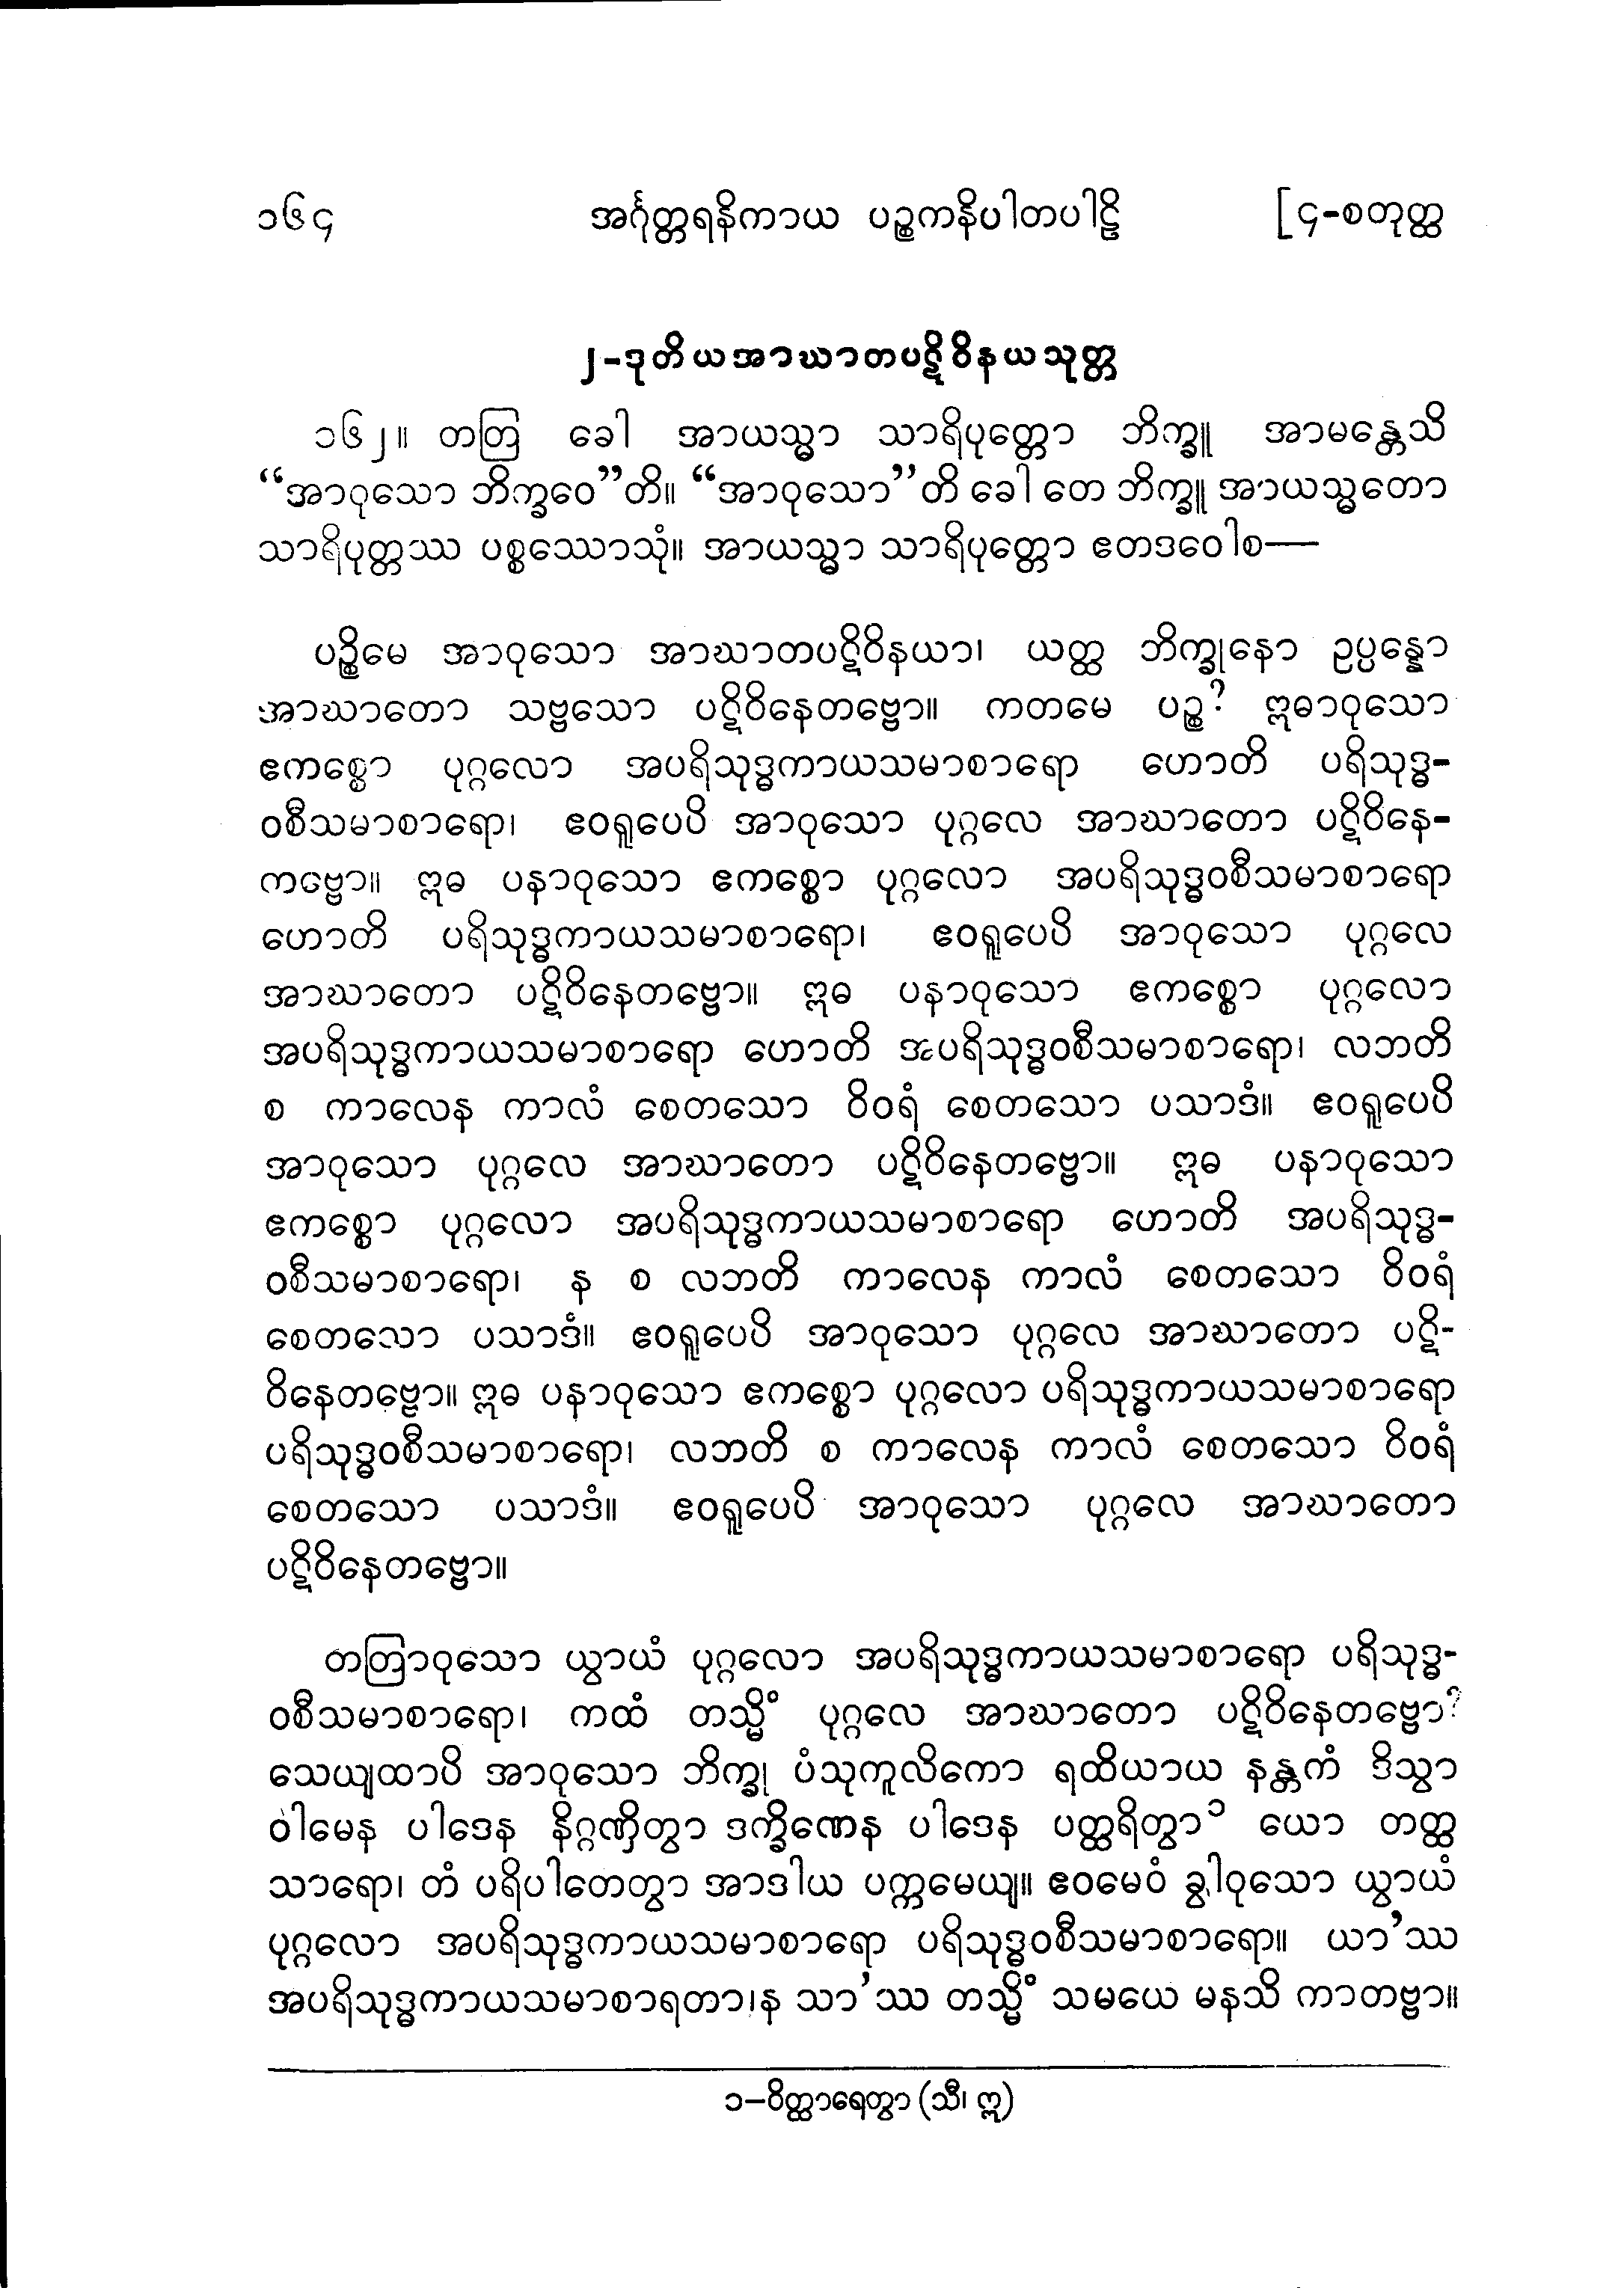 ၁၆၄ အင်္ဂုတ္တရနိကာယ ပဉ္စကနိပါတပါဠိ [၄-စတုတ္ထ
၂-ဒုတိယအာဃာတပဋိဝိနယသုတ္တ
၁၆၂။ တတြ ခေါ အာယသ္မာ သာရိပုတ္တော ဘိက္ခူ အာမန္တေသိ
“အာဝုသော ဘိက္ခဝေ”တိ။ “အာဝုသော”တိ ခေါ တေ ဘိက္ခူ အာယသ္မတော
သာရိပုတ္တဿ ပစ္စဿောသုံ။ အာယသ္မာ သာရိပုတ္တော ဧတဒဝေါစ—
ပဉ္စိမေ အာဝုသော အာဃာတပဋိဝိနယာ၊ ယတ္ထ ဘိက္ခုနော ဥပ္ပန္နော
အာဃာတော သဗ္ဗသော ပဋိဝိနေတဗ္ဗော။ ကတမေ ပဉ္စ? ဣဓာဝုသော
ဧကစ္စော ပုဂ္ဂလော အပရိသုဒ္ဓကာယသမာစာရော ဟောတိ ပရိသုဒ္ဓ-
ဝစီသမာစာရော၊ ဧဝရူပေပိ အာဝုသော ပုဂ္ဂလေ အာဃာတော ပဋိဝိနေ-
ကဗ္ဗော။ ဣဓ ပနာဝုသော ဧကစ္စော ပုဂ္ဂလော အပရိသုဒ္ဓဝစီသမာစာရော
ဟောတိ ပရိသုဒ္ဓကာယသမာစာရော၊ ဧဝရူပေပိ အာဝုသော ပုဂ္ဂလေ
အာဃာတော ပဋိဝိနေတဗ္ဗော။ ဣဓ ပနာဝုသော ဧကစ္စော ပုဂ္ဂလော
အပရိသုဒ္ဓကာယသမာစာရော ဟောတိ အပရိသုဒ္ဓဝစီသမာစာရော၊ လဘတိ
စ ကာလေန ကာလံ စေတသော ဝိဝရံ စေတသော ပသာဒံ။ ဧဝရူပေပိ
အာဝုသော ပုဂ္ဂလေ အာဃာတော ပဋိဝိနေတဗ္ဗော။ ဣဓ ပနာဝုသော
ဧကစ္စော ပုဂ္ဂလော အပရိသုဒ္ဓကာယသမာစာရော ဟောတိ အပရိသုဒ္ဓ-
ဝစီသမာစာရော၊ န စ လဘတိ ကာလေန ကာလံ စေတသော ဝိဝရံ
စေတသော ပသာဒံ။ ဧဝရူပေပိ အာဝုသော ပုဂ္ဂလေ အာဃာတော ပဋိ-
ဝိနေတဗ္ဗော။ ဣဓ ပနာဝုသော ဧကစ္စော ပုဂ္ဂလော ပရိသုဒ္ဓကာယသမာစာရော
ပရိသုဒ္ဓဝစီသမာစာရော၊ လဘတိ စ ကာလေန ကာလံ စေတသော ဝိဝရံ
စေတသော ပသာဒံ။ ဧဝရူပေပိ အာဝုသော ပုဂ္ဂလေ အာဃာတော
ပဋိဝိနေတဗ္ဗော။
တတြာဝုသော ယွာယံ ပုဂ္ဂလော အပရိသုဒ္ဓကာယသမာစာရော ပရိသုဒ္ဓ-
ဝစီသမာစာရော၊ ကထံ တသ္မိံ ပုဂ္ဂလေ အာဃာတော ပဋိဝိနေတဗ္ဗော?
သေယျထာပိ အာဝုသော ဘိက္ခု ပံသုကူလိကော ရထိယာယ နန္တကံ ဒိသွာ
ဝါမေန ပါဒေန နိဂ္ဂဏှိတွာ ဒက္ခိဏေန ပါဒေန ပတ္ထရိတွာ၁ ယော တတ္ထ
သာရော၊ တံ ပရိပါတေတွာ အာဒါယ ပက္ကမေယျ။ ဧဝမေဝံ ခွါဝုသော ယွာယံ
ပုဂ္ဂလော အပရိသုဒ္ဓကာယသမာစာရော ပရိသုဒ္ဓဝစီသမာစာရော။ ယာ’ဿ
အပရိသုဒ္ဓကာယသမာစာရတာ၊န သာ’ဿ တသ္မိံ သမယေ မနသိ ကာတဗ္ဗာ။
၁—ဝိတ္ထာရေတွာ (သီ၊ ဣ)